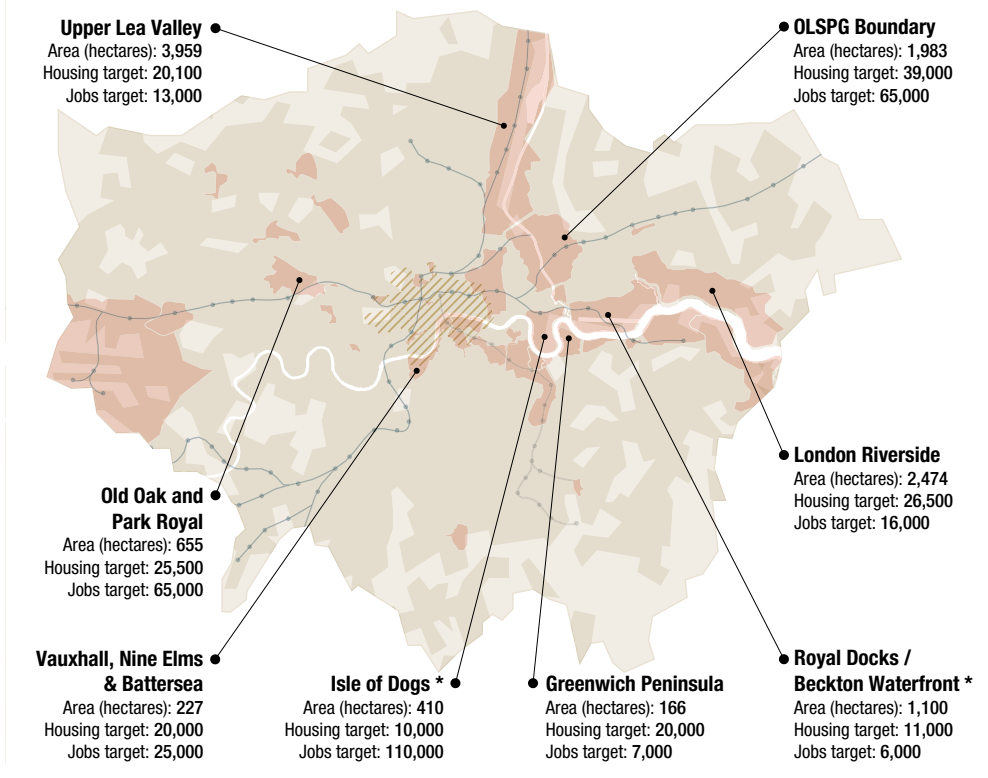 Upper Lea Valley
Area (hectares): 3,959
Housing target: 20,100
Jobs target: 13,000
OLSPG Boundary
Area (hectares): 1,983
Housing target: 39,000
Jobs target: 65,000
Old Oak and
Park Royal
Area (hectares): 655
Housing target: 25,500
Jobs target: 65,000
London Riverside
Area (hectares): 2,474
Housing target: 26,500
Jobs target: 16,000
Vauxhall, Nine Elms
& Battersea
Area (hectares): 227
Housing target: 20,000
Jobs target: 25,000
Isle of Dogs *
Area (hectares): 410
Housing target: 10,000
Jobs target: 110,000
Greenwich Peninsula
Area (hectares): 166
Housing target: 20,000
Jobs target: 7,000
Royal Docks /
Beckton Waterfront *
Area (hectares): 1,100
Housing target: 11,000
Jobs target: 6,000